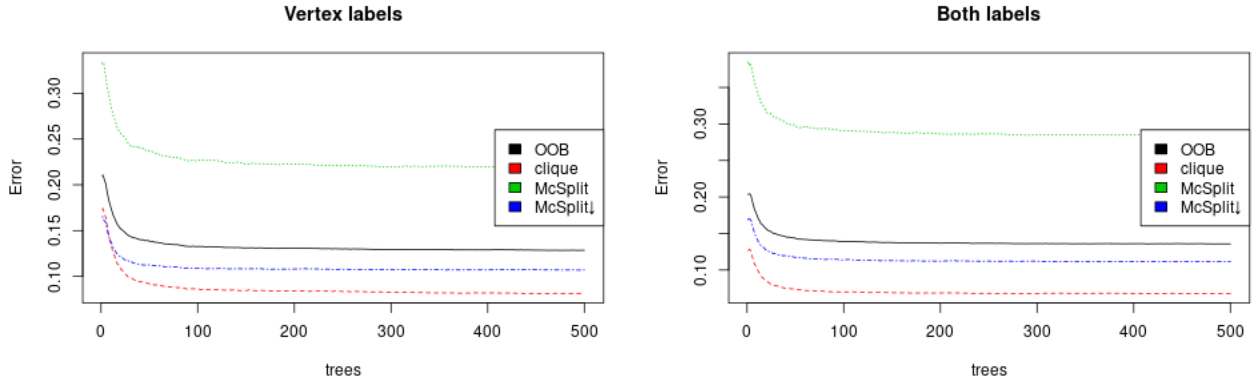 Vertex labels
Error
0.10 0.15 0.20 0.25 0.30
OOB
clique
McSplit
McSplit↓
0 100 200 300 400 500
trees
Both labels
Error
0.10 0.20 0.30
OOB
clique
McSplit
McSplit↓
0 100 200 300 400 500
trees